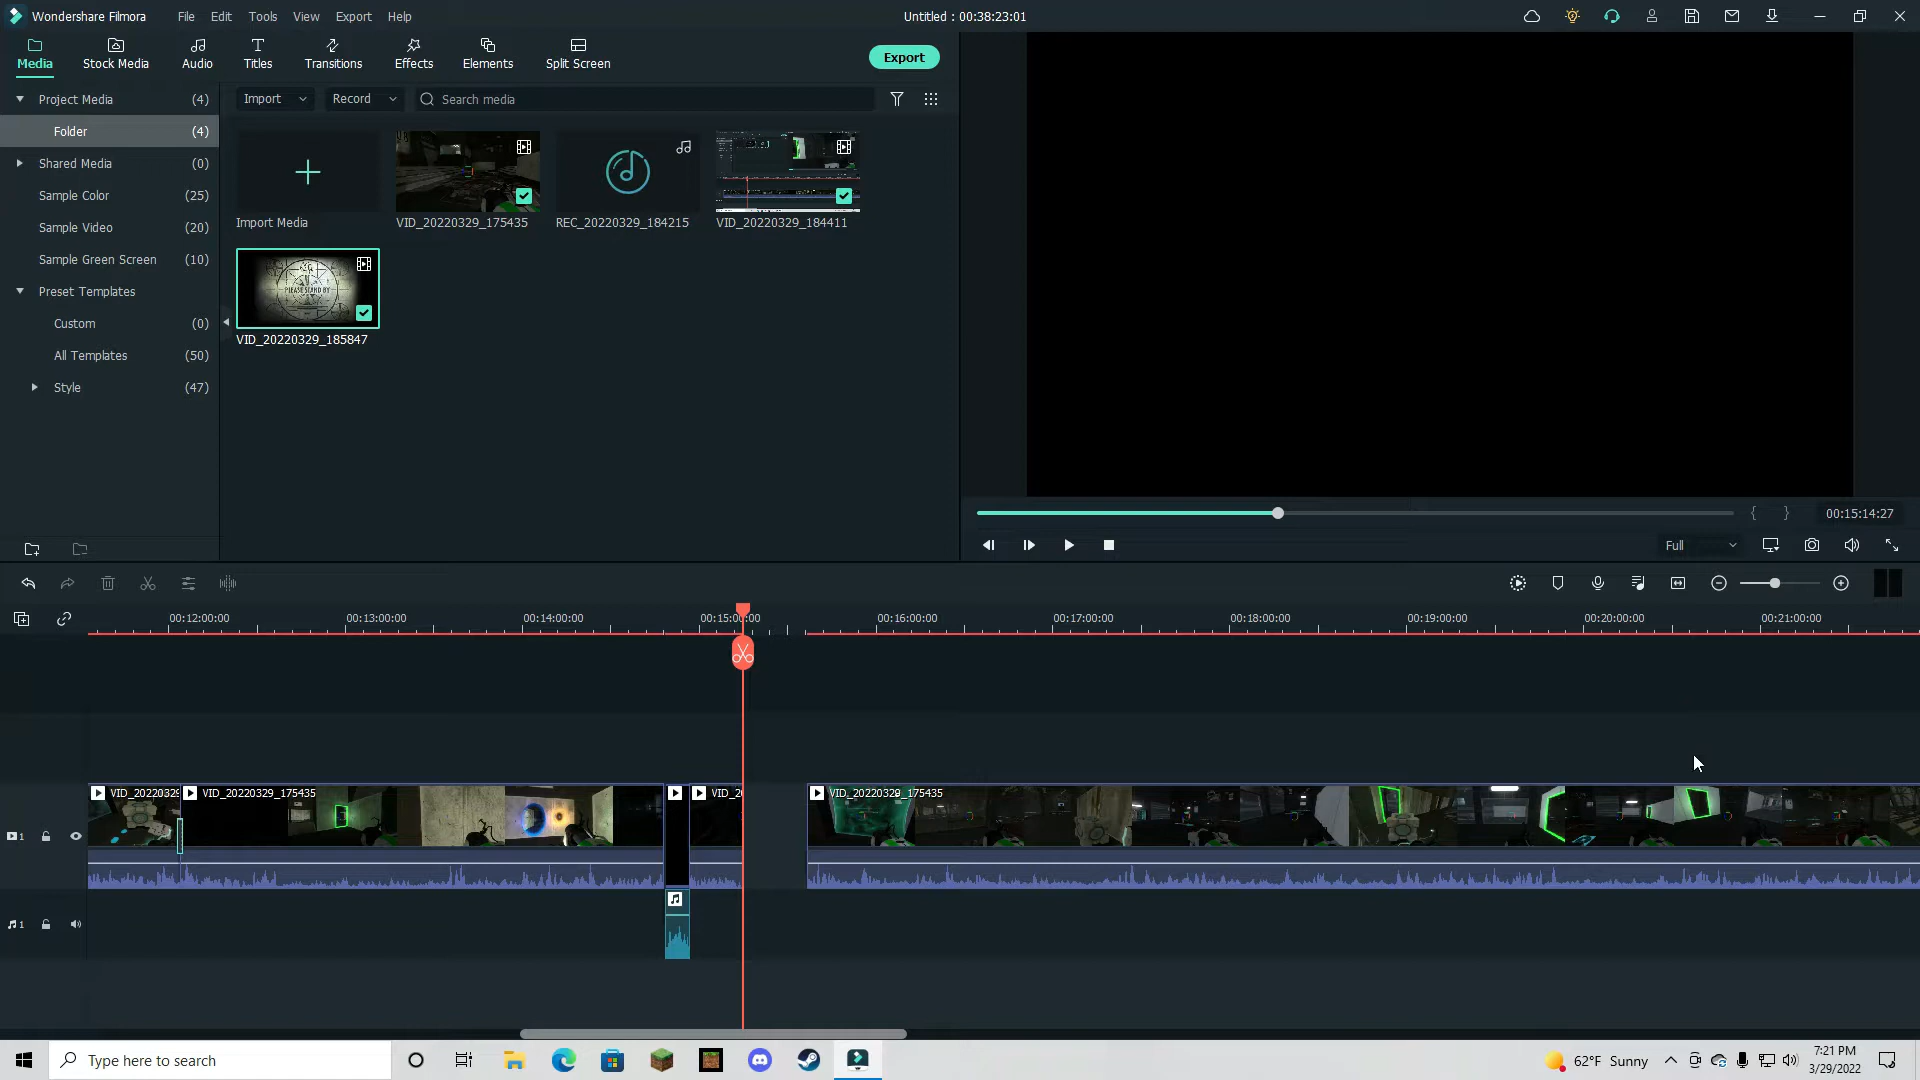 Wondershare Filmora
File
Edit
Tools
View
Export
Help
Untitled : 00:38:23:01
Media
Stock Media
Audio
Titles
Transitions
Effects
Elements
Split Screen
Export
Project Media (4)
Folder (4)
Shared Media (0)
Sample Color (25)
Sample Video (20)
Sample Green Screen (10)
Preset Templates
Custom (0)
All Templates (50)
Style (47)
Import
Record
Search media
Import Media
VID_20220329_175435
REC_20220329_184215
VID_20220329_184411
PLEASE STAND BY
VID_20220329_185847
{ }
00:15:14:27
Full
00:12:00:00
00:13:00:00
00:14:00:00
00:15:00:00
00:16:00:00
00:17:00:00
00:18:00:00
00:19:00:00
00:20:00:00
00:21:00:00
VID_2022032
VID_20220329_175435
VID_2
VID_20220329_175435
1
1
Type here to search
62°F Sunny
7:21 PM
3/29/2022